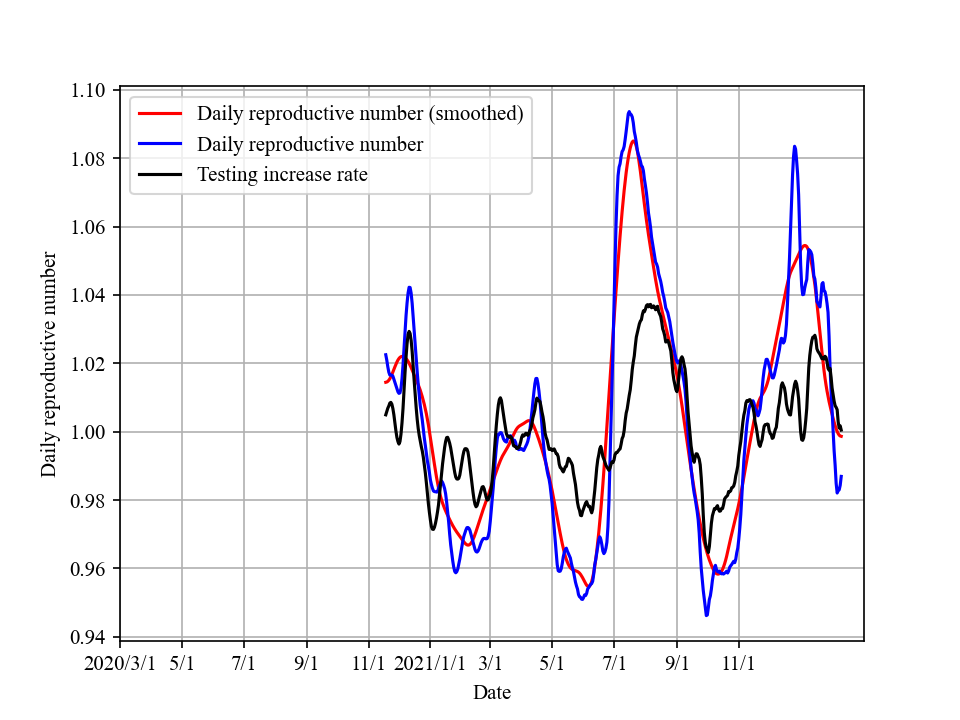 Daily reproductive number (smoothed)
Daily reproductive number
Testing increase rate
1.10
1.08
1.06
1.04
1.02
1.00
0.98
0.96
0.94
Daily reproductive number
2020/3/1 5/1 7/1 9/1 11/1 2021/1/1 3/1 5/1 7/1 9/1 11/1
Date